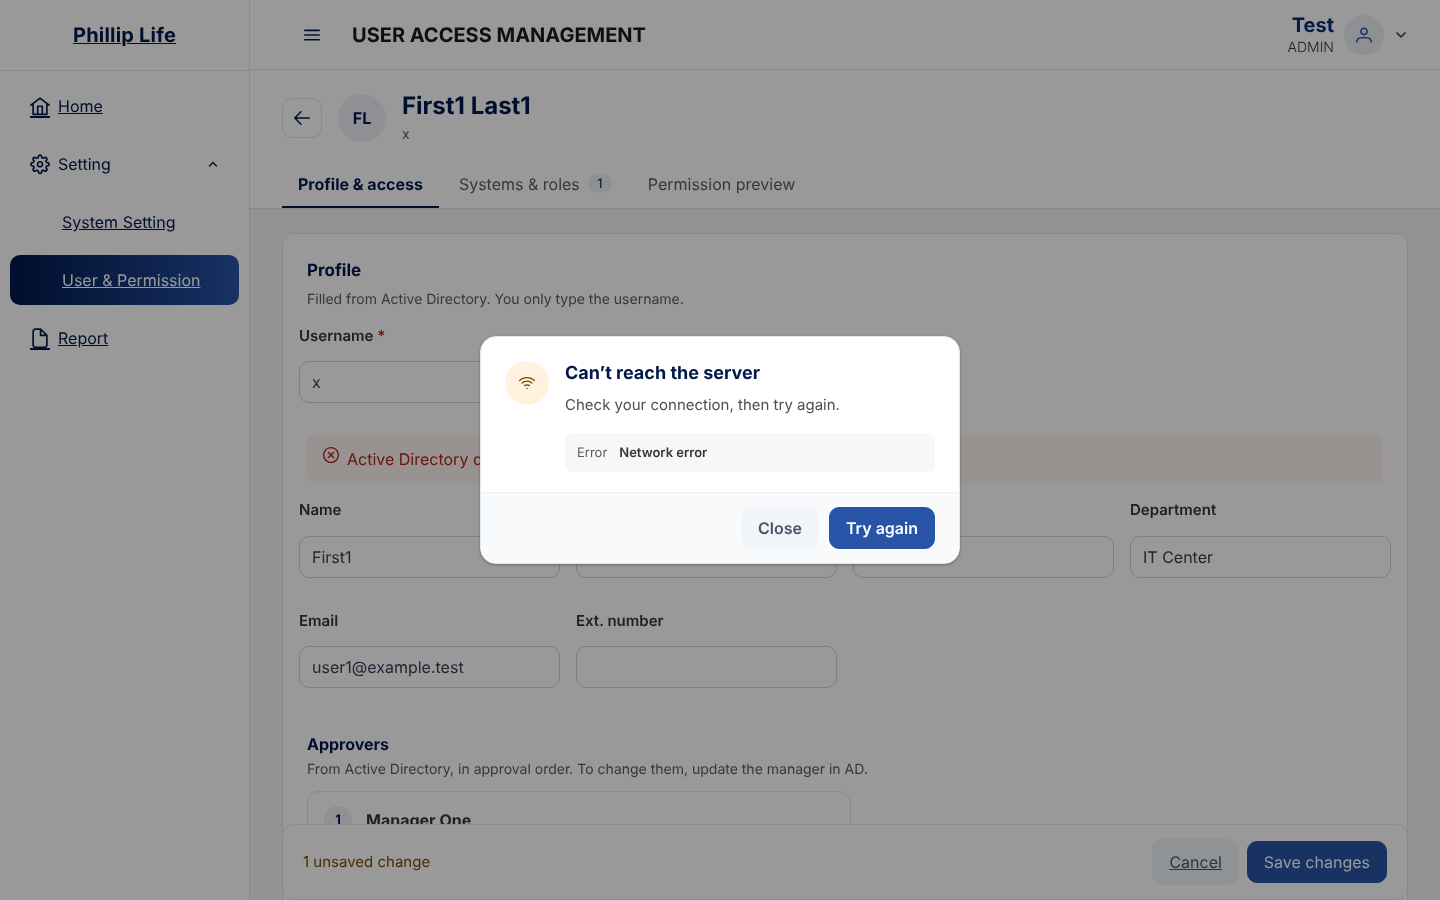 Phillip Life
USER ACCESS MANAGEMENT
Test
ADMIN
Home
Setting
System Setting
User & Permission
Report
FL
First1 Last1
x
Profile & access
Systems & roles 1
Permission preview
Profile
Filled from Active Directory. You only type the username.
Username *
x
Active Directory
Can’t reach the server
Check your connection, then try again.
Error Network error
Close
Try again
Name
Department
First1
IT Center
Email
Ext. number
user1@example.test
Approvers
From Active Directory, in approval order. To change them, update the manager in AD.
1 Manager One
1 unsaved change
Cancel
Save changes